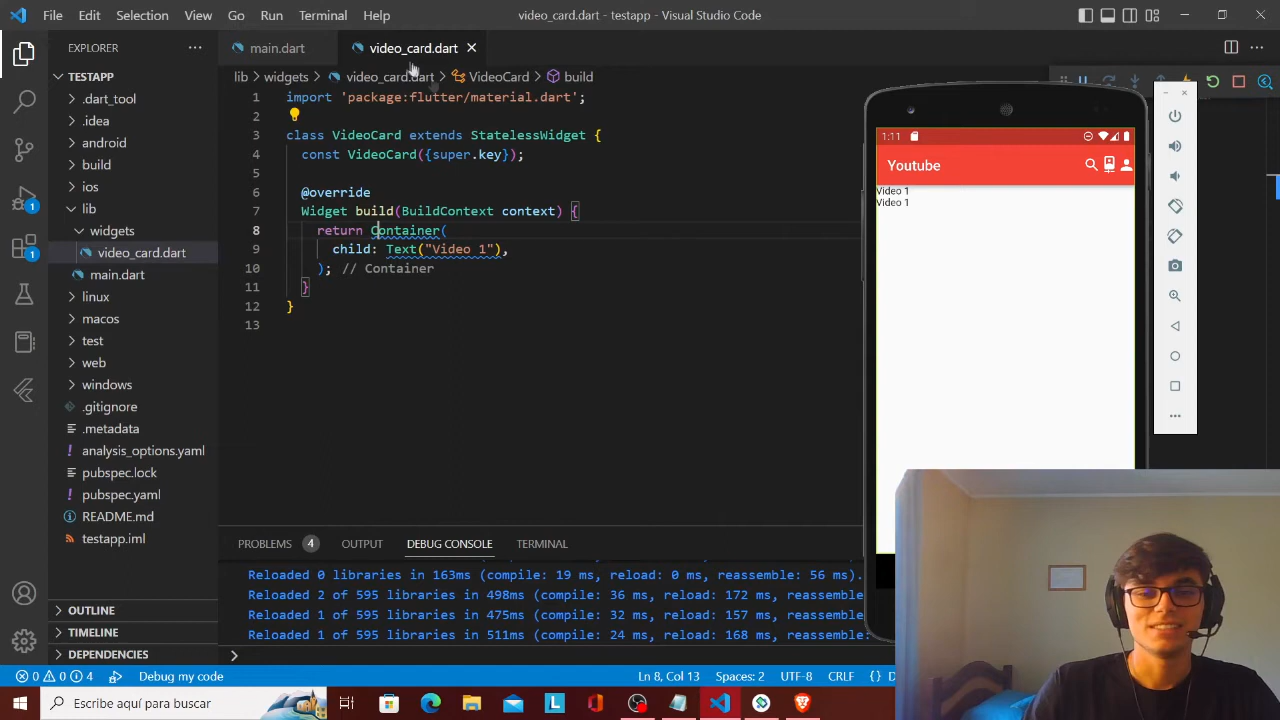 File Edit Selection View Go Run Terminal Help
video_card.dart - testapp - Visual Studio Code
EXPLORER
TESTAPP
.dart_tool
.idea
android
build
ios
lib
widgets
video_card.dart
main.dart
linux
macos
test
web
windows
.gitignore
.metadata
analysis_options.yaml
pubspec.lock
pubspec.yaml
README.md
testapp.iml
OUTLINE
TIMELINE
DEPENDENCIES
1
1
main.dart
video_card.dart
lib > widgets > video_card.dart > VideoCard > build
1 import 'package:flutter/material.dart';
2
3 class VideoCard extends StatelessWidget {
4 const VideoCard({super.key});
5
6 @override
7 Widget build(BuildContext context) {
8 return Container(
9 child: Text("Video 1"),
10 ); // Container
11 }
12 }
13
PROBLEMS 4 OUTPUT DEBUG CONSOLE TERMINAL
Reloaded 0 libraries in 163ms (compile: 19 ms, reload: 0 ms, reassemble: 56 ms).
Reloaded 2 of 595 libraries in 498ms (compile: 36 ms, reload: 172 ms, reassemble:
Reloaded 1 of 595 libraries in 475ms (compile: 32 ms, reload: 157 ms, reassemble:
Reloaded 1 of 595 libraries in 511ms (compile: 24 ms, reload: 168 ms, reassemble:
>
1:11
Youtube
Video 1
Video 1
0 0 4 Debug my code
Ln 8, Col 13 Spaces: 2 UTF-8 CRLF {} D
Escribe aquí para buscar